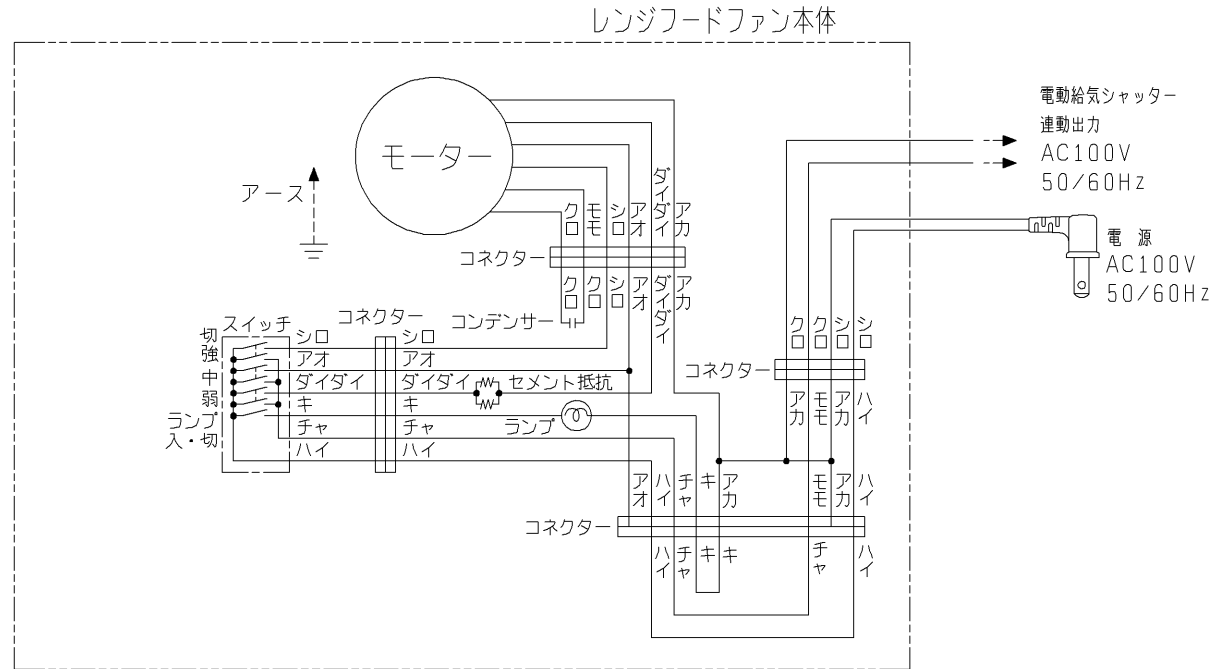 レンジフードファン本体
電動給気シャッター
連動出力
AC100V
50/60Hz
モーター
アース
電 源
AC100V
50/60Hz
クロ
モモ
シロ
アオ
ダイダイ
アカ
コネクター
クロ
クロ
シロ
アオ
ダイダイ
アカ
コンデンサー
クロ
クロ
シロ
シロ
コネクター
アカ
モモ
アカ
ハイ
スイッチ
コネクター
切
強
中
弱
ランプ
入・切
シロ
アオ
ダイダイ
キ
チャ
ハイ
シロ
アオ
ダイダイ
キ
チャ
ハイ
セメント抵抗
ランプ
アオ
ハイ
チャ
キ
アカ
モモ
アカ
ハイ
コネクター
ハイ
チャ
キ
キ
チャ
ハイ